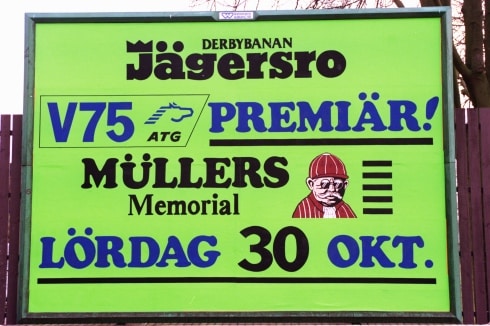 DERBYBANAN
Jägersro
V75 ATG PREMIÄR!
MÜLLERS
Memorial
LÖRDAG 30 OKT.